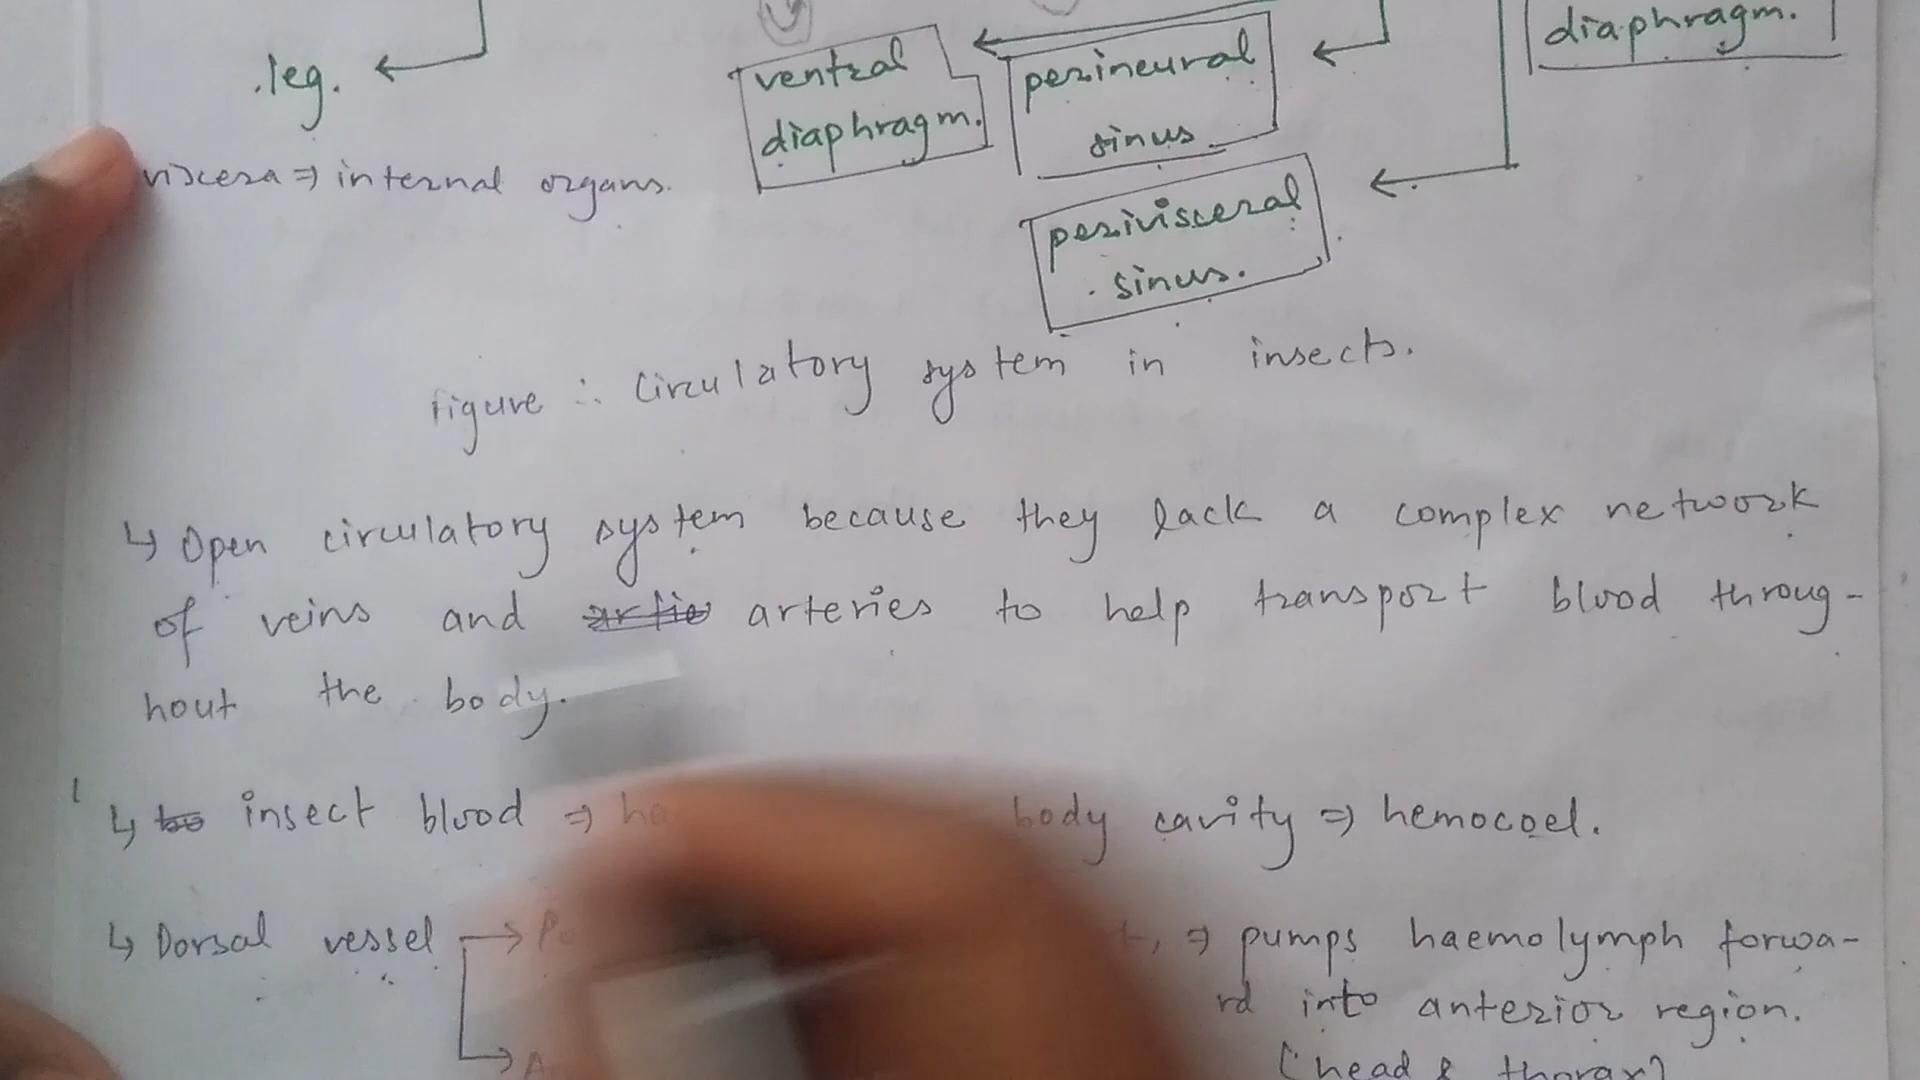 diaphragm.
.leg.
ventral
diaphragm.
perineural
sinus
viscera ⇒ internal organs.
perivisceral
sinus.
Figure : Circulatory system in insects.
↳ Open circulatory system because they lack a complex network
of veins and arteries to help transport blood throug-
hout the body.
↳ insect blood ⇒ body cavity ⇒ hemocoel.
↳ Dorsal vessel → ⇒ pumps haemolymph forwa-
rd into anterior region.
(head & thorax)